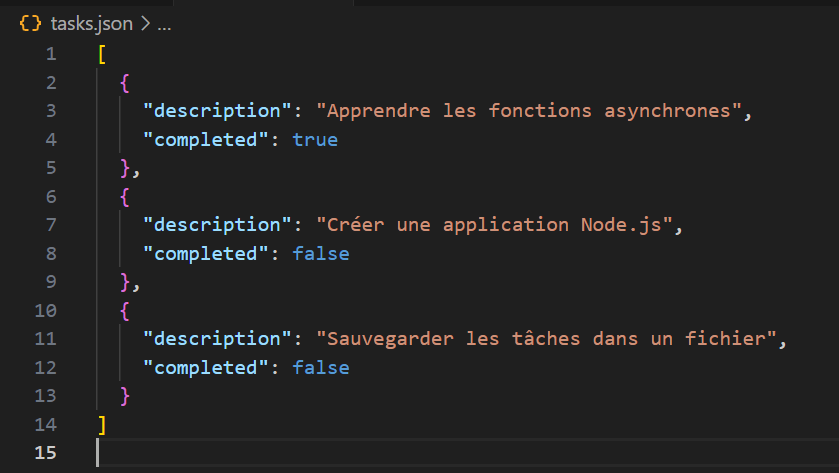 {} tasks.json > ...
1 [
2   {
3     "description": "Apprendre les fonctions asynchrones",
4     "completed": true
5   },
6   {
7     "description": "Créer une application Node.js",
8     "completed": false
9   },
10   {
11     "description": "Sauvegarder les tâches dans un fichier",
12     "completed": false
13   }
14 ]
15